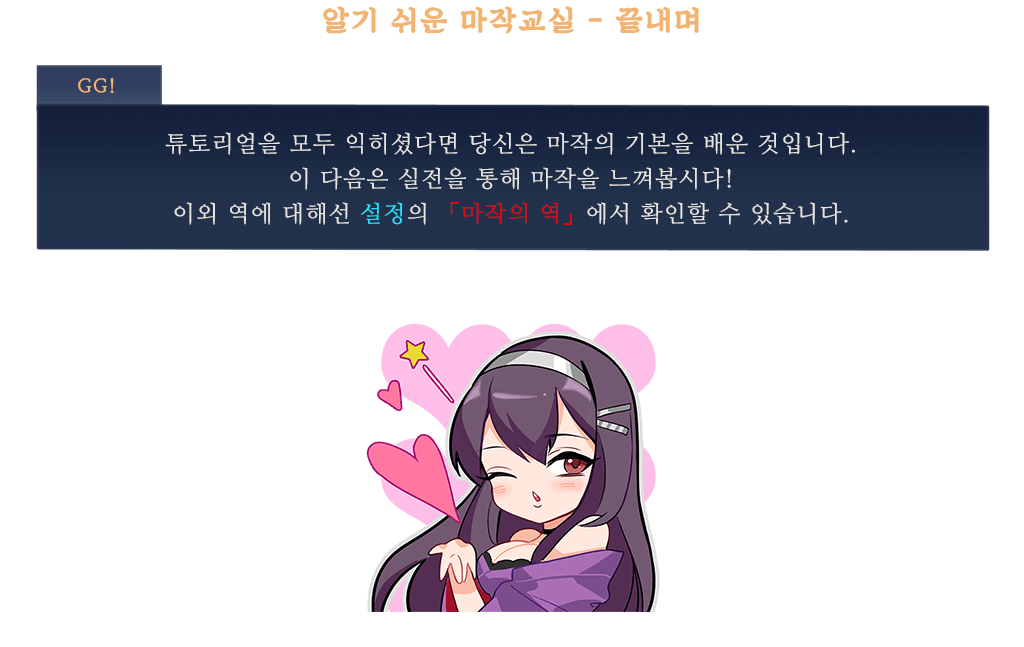 알기 쉬운 마작교실 - 끝내며
GG!
튜토리얼을 모두 익히셨다면 당신은 마작의 기본을 배운 것입니다.
이 다음은 실전을 통해 마작을 느껴봅시다!
이외 역에 대해선 설정의 「마작의 역」에서 확인할 수 있습니다.